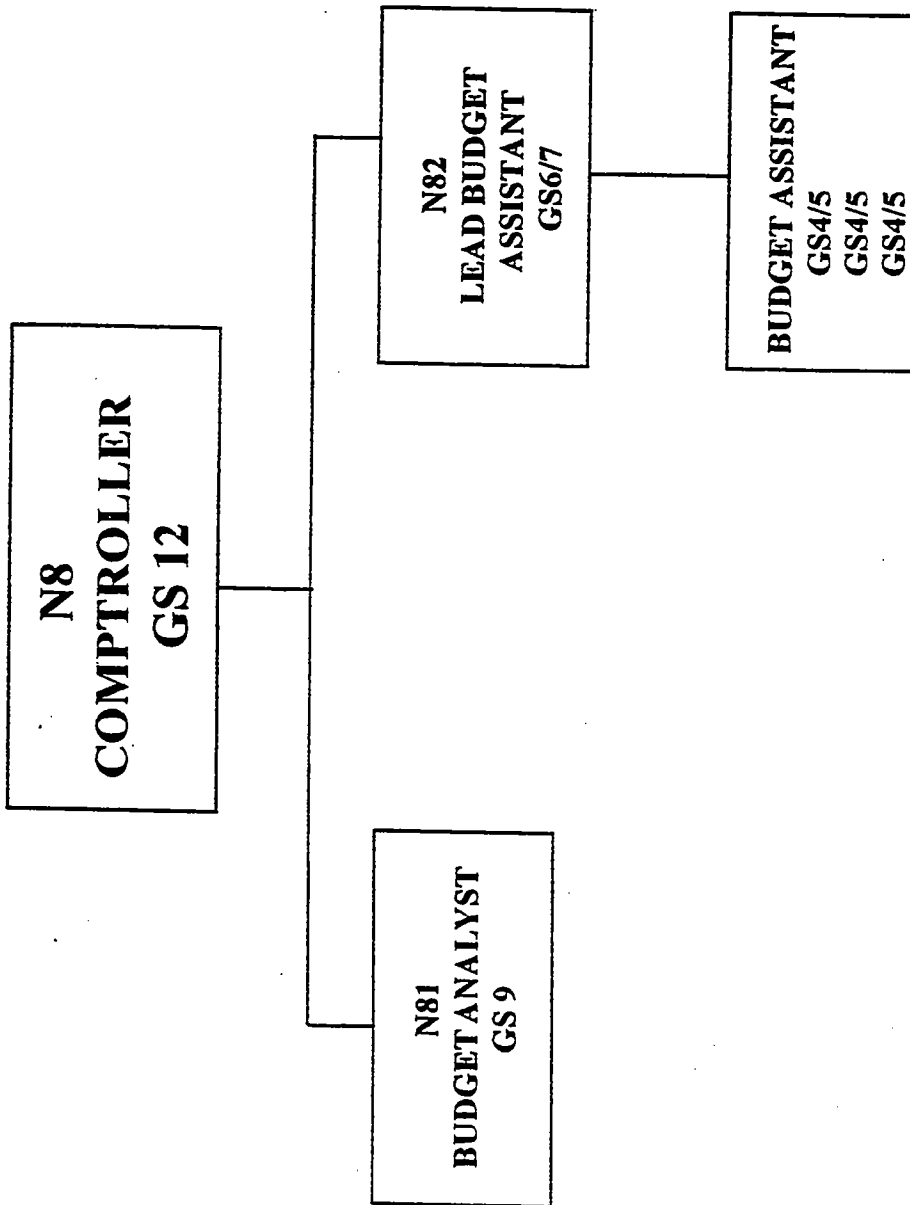 N8
COMPTROLLER
GS 12
N81
BUDGET ANALYST
GS 9
N82
LEAD BUDGET
ASSISTANT
GS6/7
BUDGET ASSISTANT
GS4/5
GS4/5
GS4/5